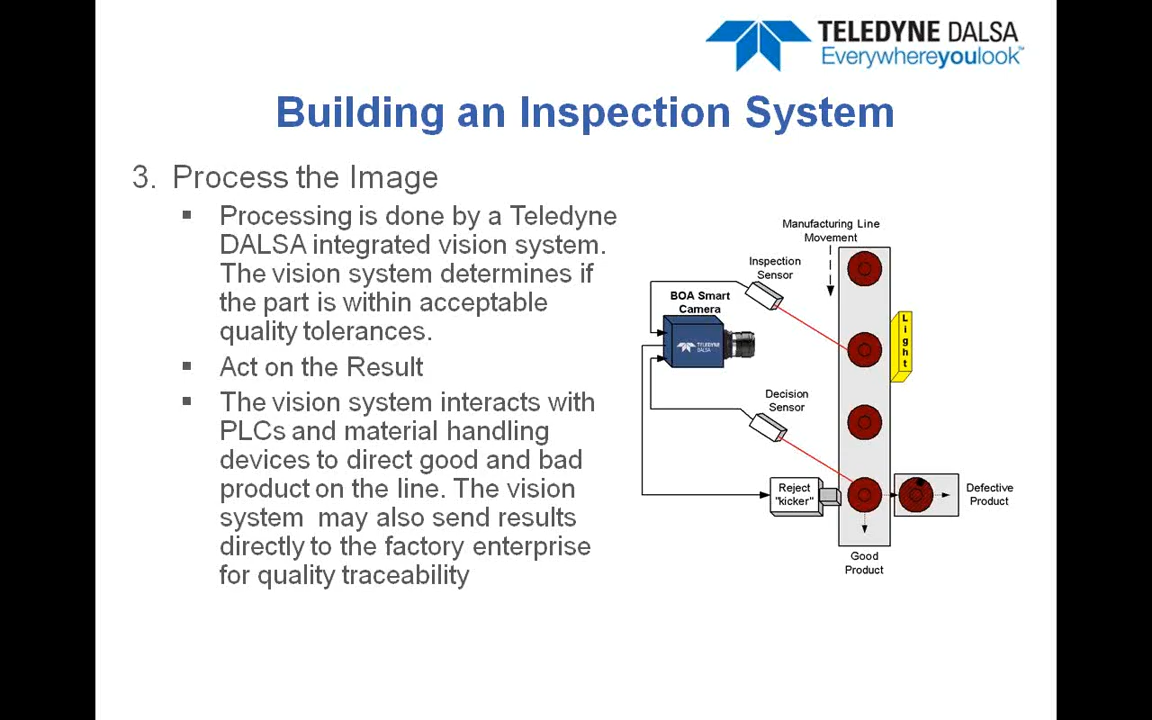 TELEDYNE DALSA
Everywhereyoulook™
Building an Inspection System
3. Process the Image
▪ Processing is done by a Teledyne
DALSA integrated vision system.
The vision system determines if
the part is within acceptable
quality tolerances.
▪ Act on the Result
▪ The vision system interacts with
PLCs and material handling
devices to direct good and bad
product on the line. The vision
system may also send results
directly to the factory enterprise
for quality traceability
Manufacturing Line
Movement
Inspection
Sensor
BOA Smart
Camera
TELEDYNE
DALSA
Light
Decision
Sensor
Reject
"kicker"
Defective
Product
Good
Product